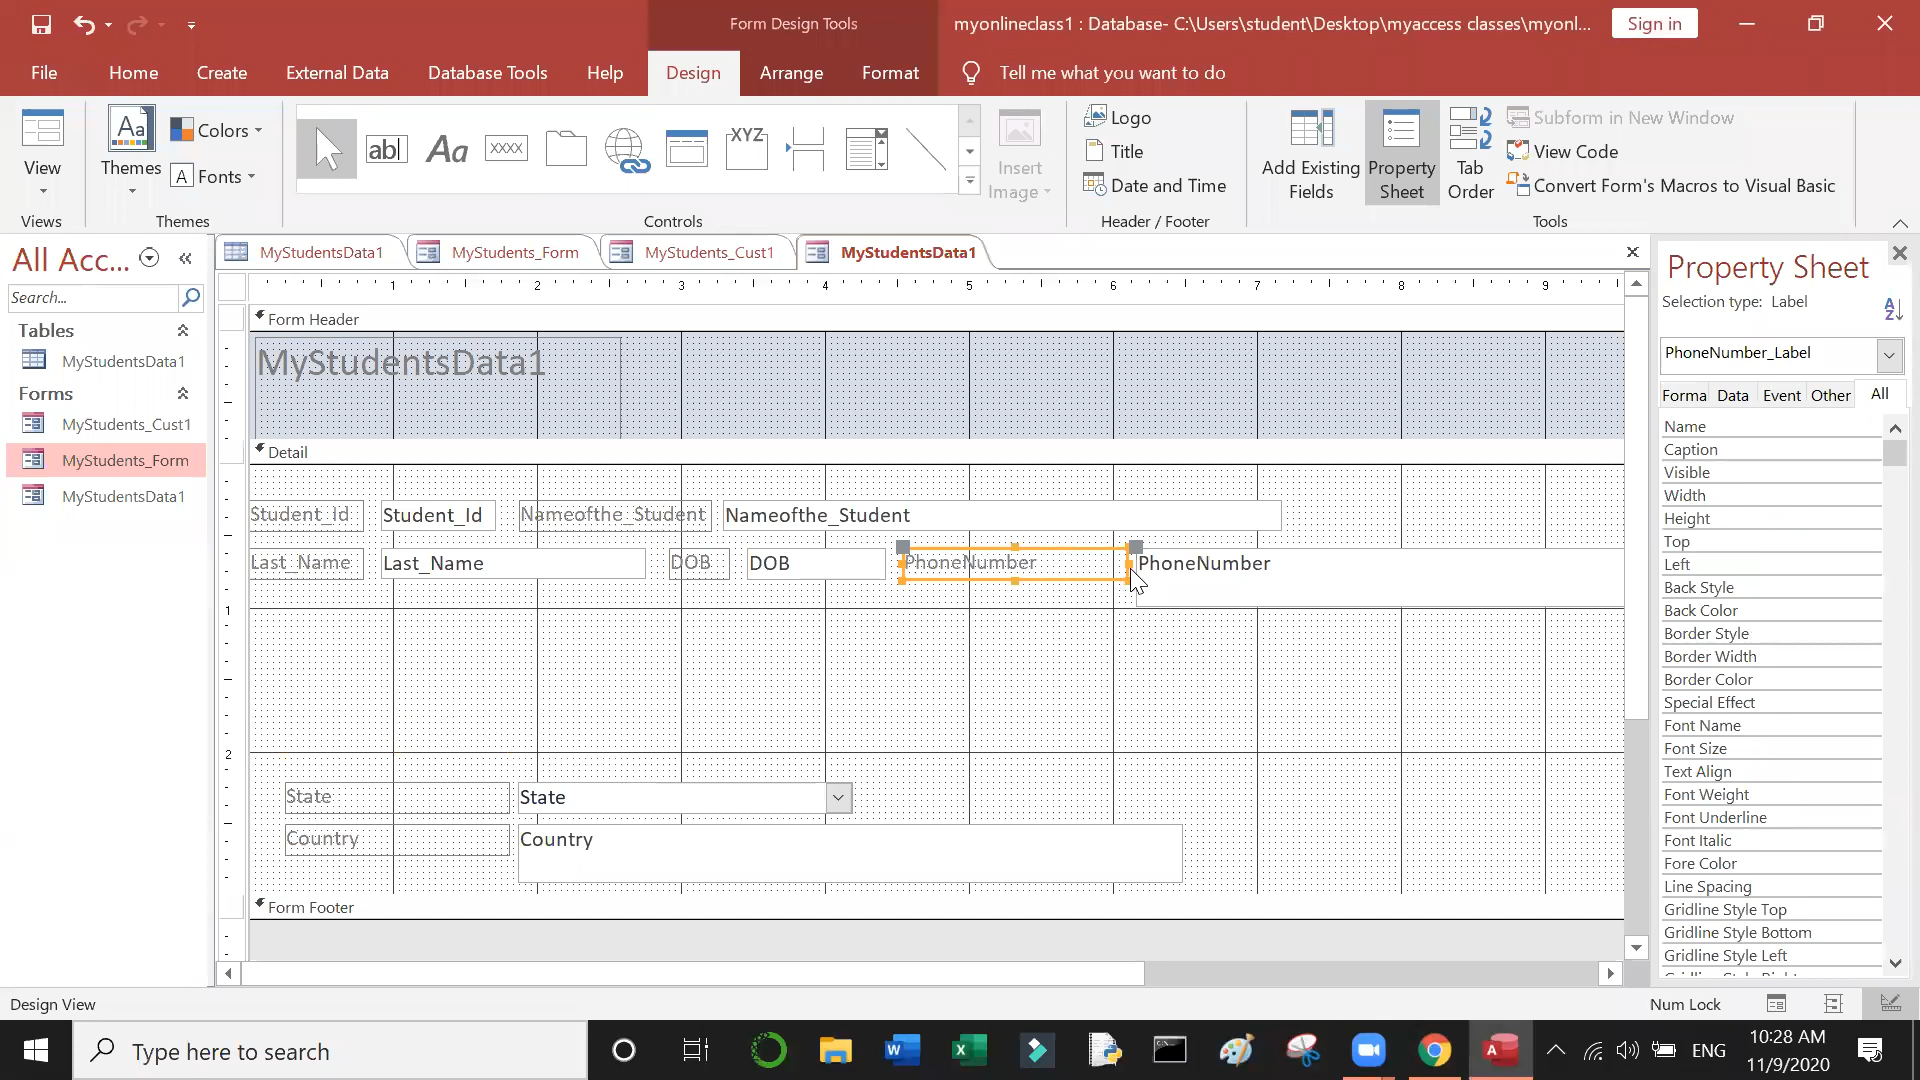 Form Design Tools
myonlineclass1 : Database- C:\Users\student\Desktop\myaccess classes\myonl...
Sign in
File
Home
Create
External Data
Database Tools
Help
Design
Arrange
Format
Tell me what you want to do
View
Themes
Colors
Fonts
Insert Image
Logo
Title
Date and Time
Add Existing Fields
Property Sheet
Tab Order
Subform in New Window
View Code
Convert Form's Macros to Visual Basic
Views
Themes
Controls
Header / Footer
Tools
All Acc...
Search...
Tables
MyStudentsData1
Forms
MyStudents_Cust1
MyStudents_Form
MyStudentsData1
MyStudentsData1
MyStudents_Form
MyStudents_Cust1
MyStudentsData1
1 2 3 4 5 6 7 8 9
Form Header
MyStudentsData1
Detail
Student_Id
Student_Id
Nameofthe_Student
Nameofthe_Student
Last_Name
Last_Name
DOB
DOB
PhoneNumber
PhoneNumber
1
2
State
State
Country
Country
Form Footer
Property Sheet
Selection type: Label
PhoneNumber_Label
Forma
Data
Event
Other
All
Name
Caption
Visible
Width
Height
Top
Left
Back Style
Back Color
Border Style
Border Width
Border Color
Special Effect
Font Name
Font Size
Text Align
Font Weight
Font Underline
Font Italic
Fore Color
Line Spacing
Gridline Style Top
Gridline Style Bottom
Gridline Style Left
Design View
Num Lock
Type here to search
ENG
10:28 AM
11/9/2020